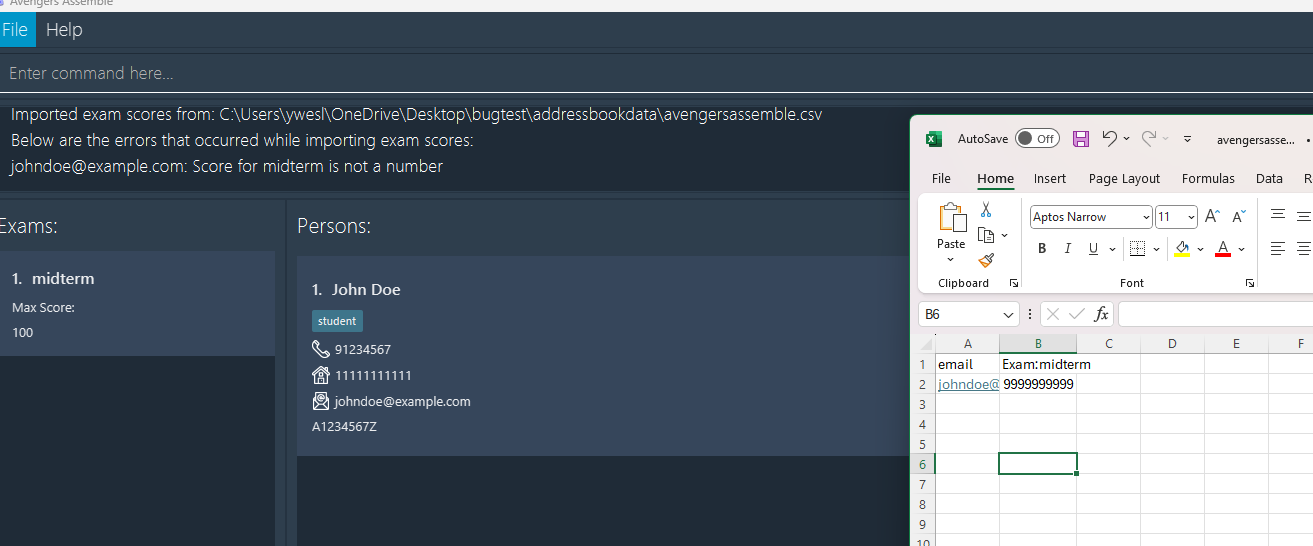 Avengers Assemble
File Help
Enter command here...
Imported exam scores from: C:\Users\ywesl\OneDrive\Desktop\bugtest\addressbookdata\avengersassemble.csv
Below are the errors that occurred while importing exam scores:
johndoe@example.com: Score for midterm is not a number
Exams:
1. midterm
Max Score:
100
Persons:
1. John Doe
student
91234567
11111111111
johndoe@example.com
A1234567Z
AutoSave Off avengersasse... •
File Home Insert Page Layout Formulas Data R
Paste
Aptos Narrow 11 A A
B I U A
Clipboard Font
B6 fx
A B C D E F
1 email Exam:midterm
2 johndoe@ 9999999999
3
4
5
6
7
8
9
10